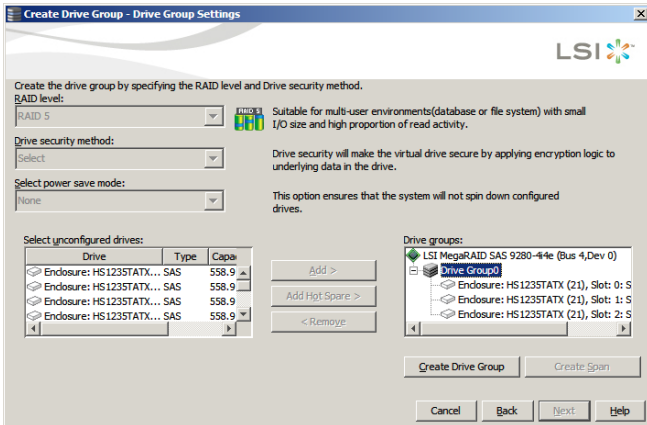 Create Drive Group - Drive Group Settings
LSI
Create the drive group by specifying the RAID level and Drive security method.
RAID level:
RAID 5
RAID 5
Suitable for multi-user environments(database or file system) with small
I/O size and high proportion of read activity.
Drive security method:
Select
Drive security will make the virtual drive secure by applying encryption logic to
underlying data in the drive.
Select power save mode:
None
This option ensures that the system will not spin down configured
drives.
Select unconfigured drives:
Drive Type Capa
Enclosure: HS1235TATX... SAS 558.9
Enclosure: HS1235TATX... SAS 558.9
Enclosure: HS1235TATX... SAS 558.9
Enclosure: HS1235TATX... SAS 558.9
Add >
Add Hot Spare >
< Remove
Drive groups:
LSI MegaRAID SAS 9280-4i4e (Bus 4,Dev 0)
Drive Group0
Enclosure: HS1235TATX (21), Slot: 0: S
Enclosure: HS1235TATX (21), Slot: 1: S
Enclosure: HS1235TATX (21), Slot: 2: S
Create Drive Group
Create Span
Cancel
Back
Next
Help